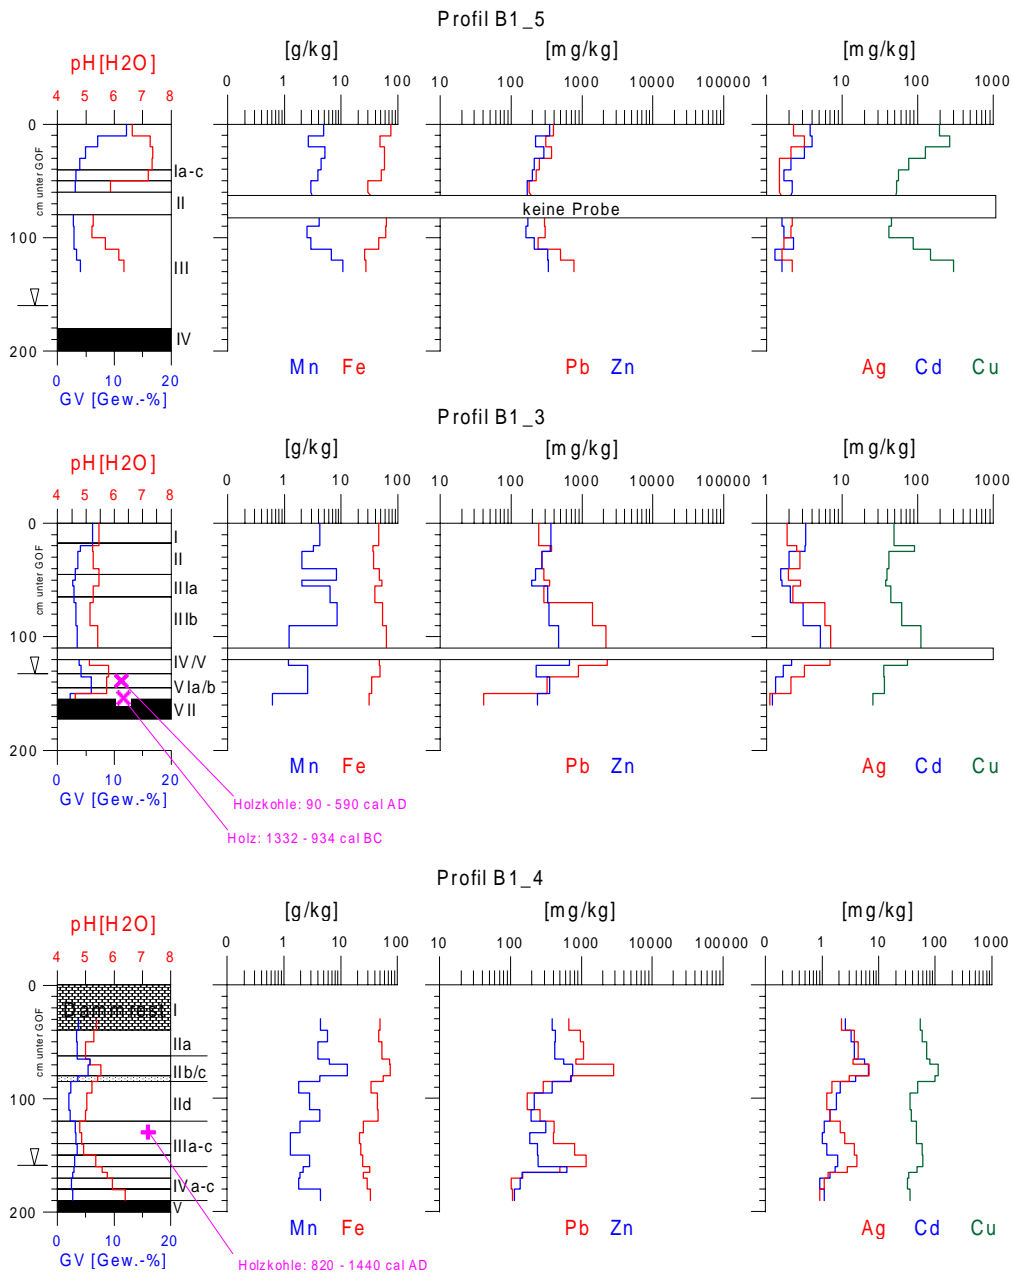 Profil B1_5
[g/kg] [mg/kg] [mg/kg]
pH[H2O]
0 1 10 100 10 100 1000 10000 100000 1 10 100 1000
4 5 6 7 8
0
cm unter GOF
Ia-c
II
keine Probe
100
III
IV
200
Mn Fe Pb Zn Ag Cd Cu
0 10 20
GV [Gew.-%]
Profil B1_3
[g/kg] [mg/kg] [mg/kg]
pH[H2O]
0 1 10 100 10 100 1000 10000 100000 1 10 100 1000
4 5 6 7 8
0
I
II
cm unter GOF
IIIa
IIIb
100
IV/V
VIa/b
VII
200
Mn Fe Pb Zn Ag Cd Cu
0 10 20
GV [Gew.-%]
Holzkohle: 90 - 590 cal AD
Holz: 1332 - 934 cal BC
Profil B1_4
[g/kg] [mg/kg] [mg/kg]
pH[H2O]
0 1 10 100 10 100 1000 10000 100000 0 1 10 100 1000
4 5 6 7 8
0
Dammrest I
cm unter GOF
IIa
IIb/c
100
IId
IIIa-c
IVa-c
V
200
Mn Fe Pb Zn Ag Cd Cu
0 10 20
GV [Gew.-%]
Holzkohle: 820 - 1440 cal AD